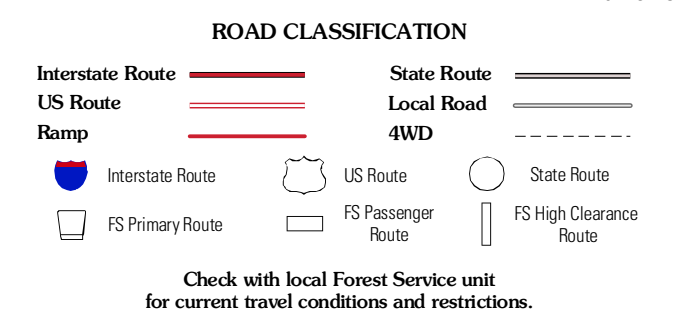 ROAD CLASSIFICATION
Interstate Route
State Route
US Route
Local Road
Ramp
4WD
Interstate Route
US Route
State Route
FS Primary Route
FS Passenger
Route
FS High Clearance
Route
Check with local Forest Service unit
for current travel conditions and restrictions.